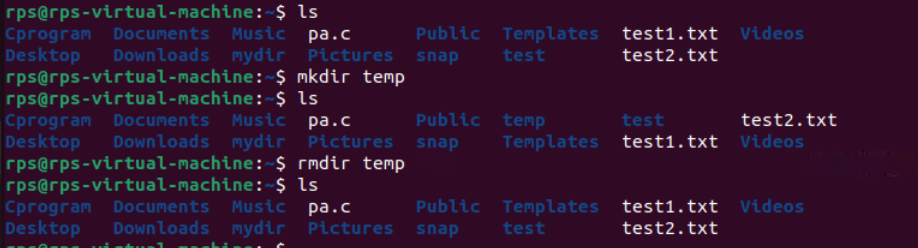 rps@rps-virtual-machine:~$ ls
Cprogram  Documents  Music  pa.c      Public  Templates  test1.txt  Videos
Desktop   Downloads  mydir  Pictures  snap    test       test2.txt
rps@rps-virtual-machine:~$ mkdir temp
rps@rps-virtual-machine:~$ ls
Cprogram  Documents  Music  pa.c      Public  temp       test       test2.txt
Desktop   Downloads  mydir  Pictures  snap    Templates  test1.txt  Videos
rps@rps-virtual-machine:~$ rmdir temp
rps@rps-virtual-machine:~$ ls
Cprogram  Documents  Music  pa.c      Public  Templates  test1.txt  Videos
Desktop   Downloads  mydir  Pictures  snap    test       test2.txt